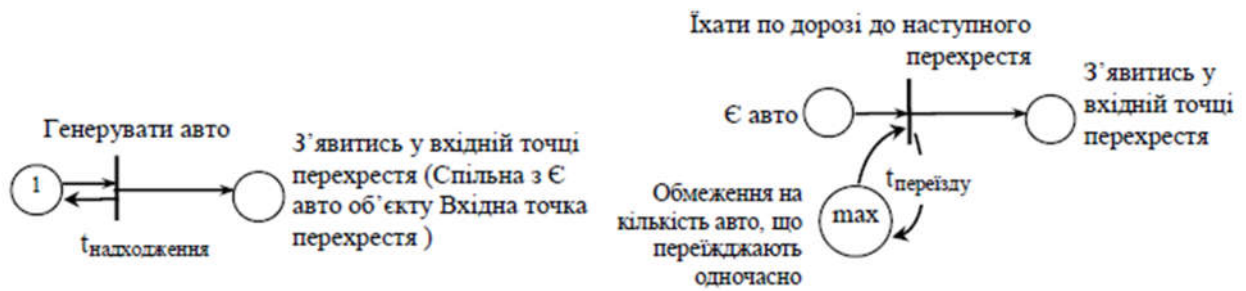 Генерувати авто
1
tнадходження
З’явитись у вхідній точці
перехрестя (Спільна з Є
авто об’єкту Вхідна точка
перехрестя )
Їхати по дорозі до наступного
перехрестя
Є авто
З’явитись у
вхідній точці
перехрестя
tпереїзду
Обмеження на
кількість авто, що
переїжджають
одночасно
max